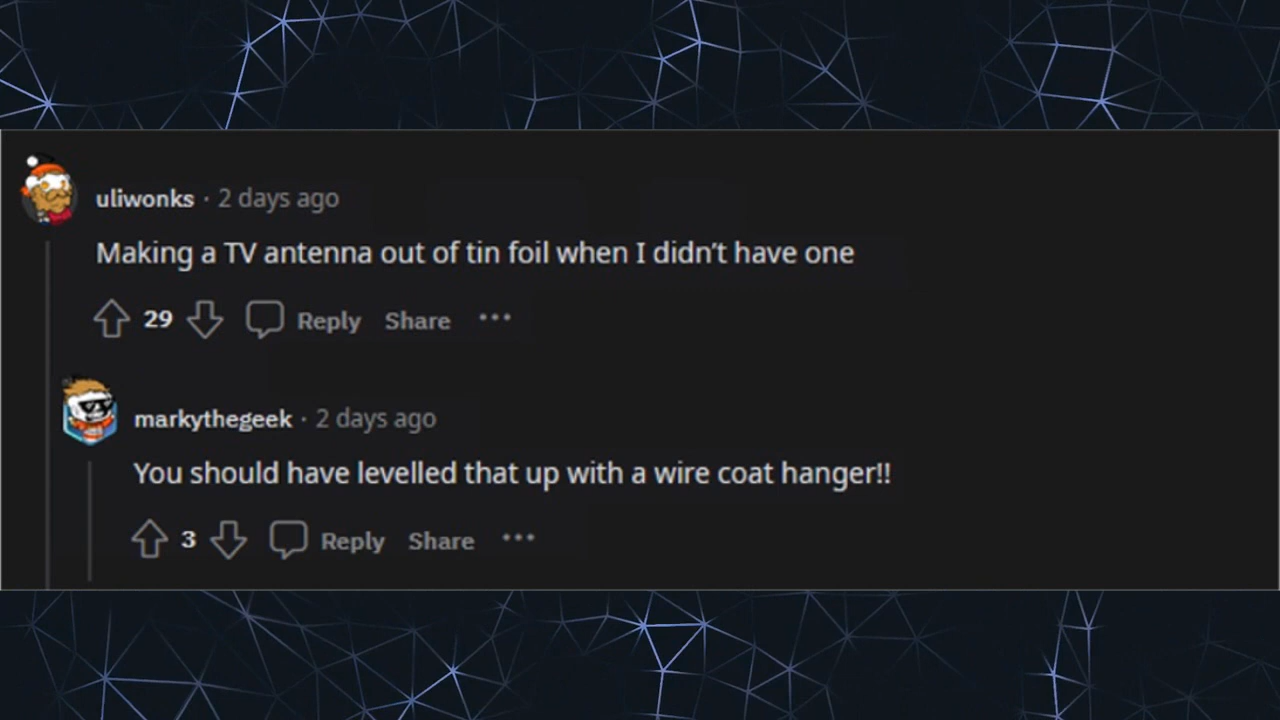 uliwonks · 2 days ago
Making a TV antenna out of tin foil when I didn’t have one
29 Reply Share ···
markythegeek · 2 days ago
You should have levelled that up with a wire coat hanger!!
3 Reply Share ···